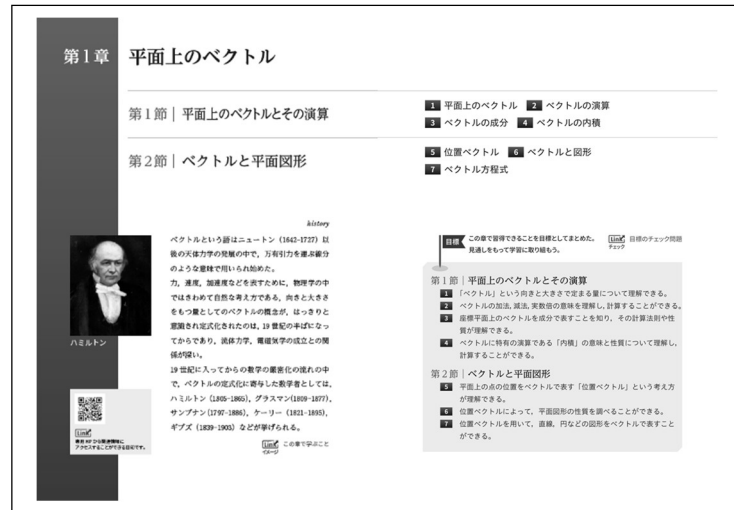 第1章 平面上のベクトル
第1節 平面上のベクトルとその演算
1 平面上のベクトル 2 ベクトルの演算
3 ベクトルの成分 4 ベクトルの内積
第2節 ベクトルと平面図形
5 位置ベクトル 6 ベクトルと図形
7 ベクトル方程式
history
ベクトルという語はニュートン (1642-1727) 以
後の天体力学の発展の中で,万有引力を運ぶ線分
のような意味で用いられ始めた。
力,速度,加速度などを表すために,物理学の中
ではきわめて自然な考え方である,向きと大きさ
をもつ量としてのベクトルの概念が,はっきりと
意識され定式化されたのは,19世紀の半ばになっ
てからであり,流体力学,電磁気学の成立との関
係が深い。
19世紀に入ってからの数学の厳密化の流れの中
で,ベクトルの定式化に寄与した数学者としては,
ハミルトン (1805-1865), グラスマン(1809-1877),
サンブナン (1797-1886), ケーリー (1821-1895),
ギブズ (1839-1903) などが挙げられる。
Link イメージ この章で学ぶこと
ハミルトン
Link
アクセスすることができる目印です。
目標 この章で習得できることを目標としてまとめた。
見通しをもって学習に取り組もう。
Link チェック 目標のチェック問題
第1節 平面上のベクトルとその演算
1 「ベクトル」という向きと大きさで定まる量について理解できる。
2 ベクトルの加法,減法,実数倍の意味を理解し,計算することができる。
3 座標平面上のベクトルを成分で表すことを知り,その計算法則や性
質が理解できる。
4 ベクトルに特有の演算である「内積」の意味と性質について理解し,
計算することができる。
第2節 ベクトルと平面図形
5 平面上の点の位置をベクトルで表す「位置ベクトル」という考え方
が理解できる。
6 位置ベクトルによって,平面図形の性質を調べることができる。
7 位置ベクトルを用いて,直線,円などの図形をベクトルで表すこと
ができる。